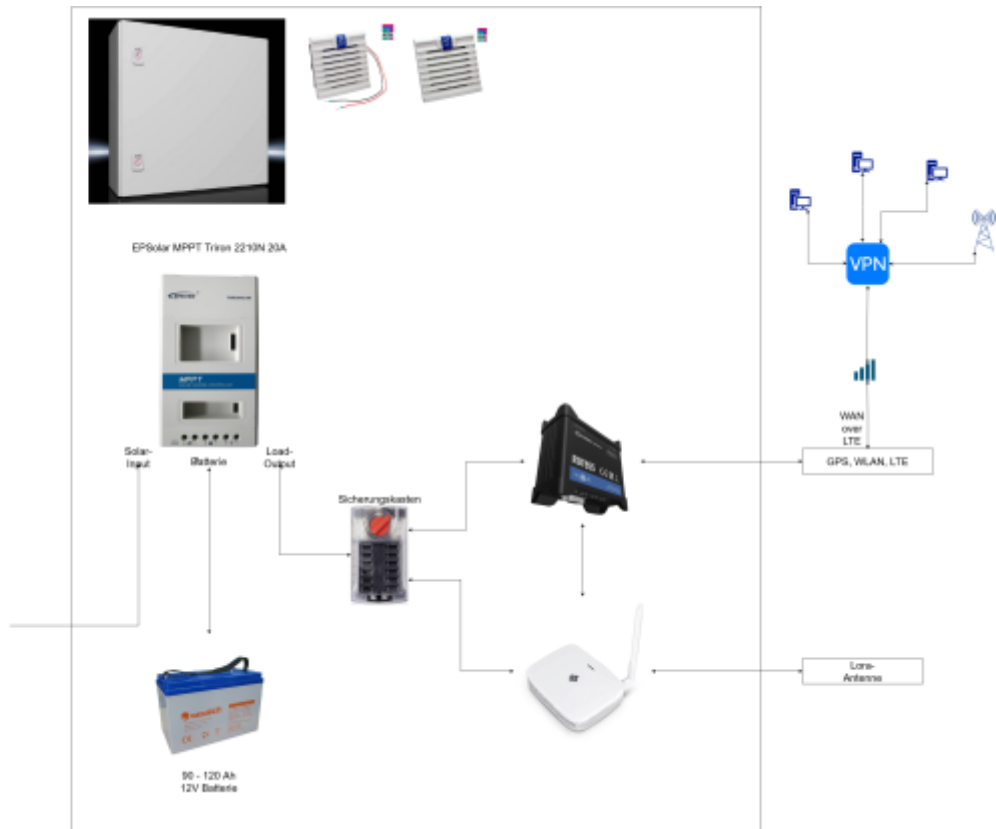 EPSolar MPPT Triron 2210N 20A
MPPT
Solar-
Input
Batterie
Load-
Output
Sicherungskasten
VPN
WAN
over
LTE
GPS, WLAN, LTE
Lora-
Antenne
90 - 120 Ah
12V Batterie